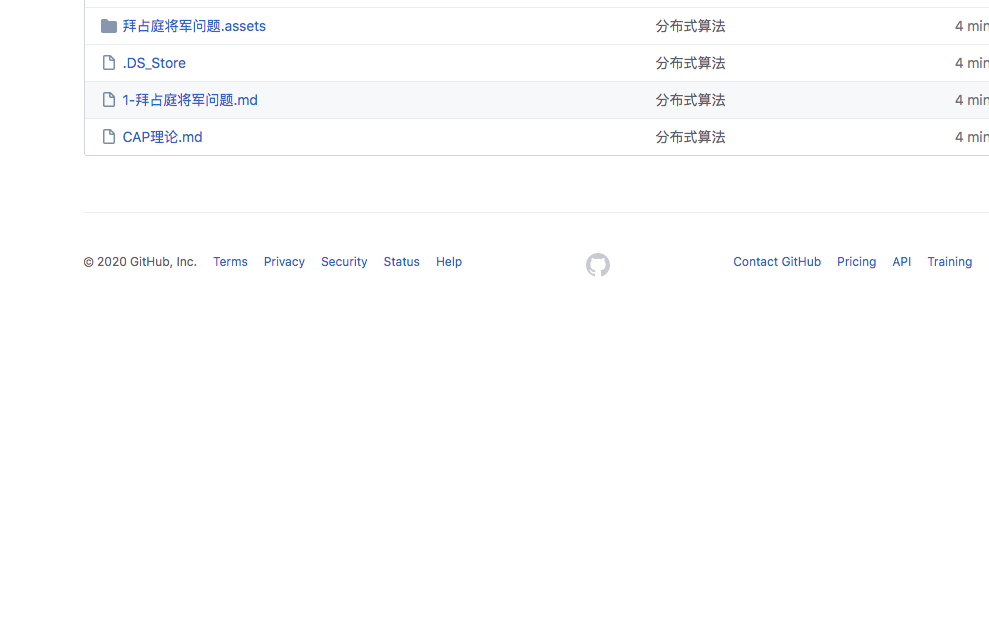 拜占庭将军问题.assets 分布式算法 4 min
.DS_Store 分布式算法 4 min
1-拜占庭将军问题.md 分布式算法 4 min
CAP理论.md 分布式算法 4 min
© 2020 GitHub, Inc. Terms Privacy Security Status Help Contact GitHub Pricing API Training